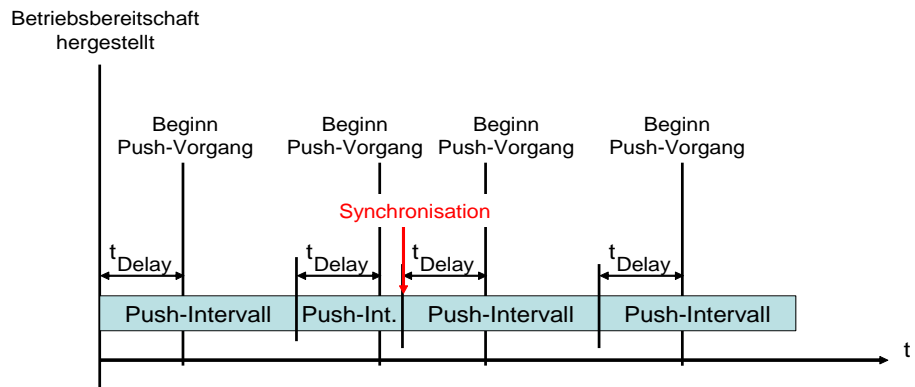 Betriebsbereitschaft
hergestellt
Beginn
Push-Vorgang
Beginn
Push-Vorgang
Beginn
Push-Vorgang
Beginn
Push-Vorgang
Synchronisation
tDelay
tDelay
tDelay
tDelay
Push-Intervall
Push-Int.
Push-Intervall
Push-Intervall
t